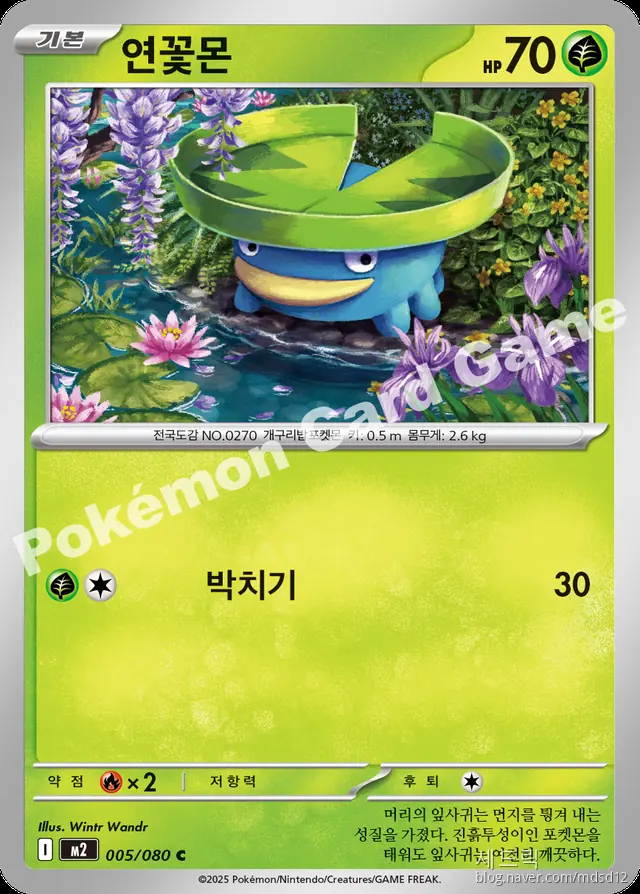 기본
연꽃몬
HP 70
전국도감 NO.0270 개구리밥포켓몬 키: 0.5 m 몸무게: 2.6 kg
Pokémon Card Game
박치기 30
약점 ×2 저항력 후퇴
머리의 잎사귀는 먼지를 튕겨 내는
성질을 가졌다. 진흙투성이인 포켓몬을
태워도 잎사귀는 여전히 깨끗하다.
Illus. Wintr Wandr
I m2 005/080 C
©2025 Pokémon/Nintendo/Creatures/GAME FREAK.
blog.naver.com/mdsd12